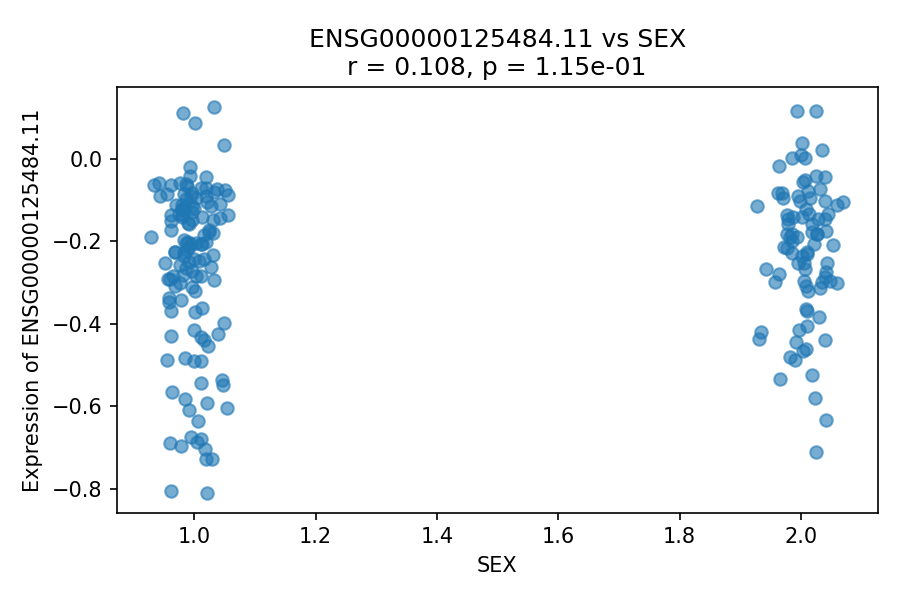 ENSG00000125484.11 vs SEX
r = 0.108, p = 1.15e-01
Expression of ENSG00000125484.11
0.0
−0.2
−0.4
−0.6
−0.8
1.0
1.2
1.4
1.6
1.8
2.0
SEX